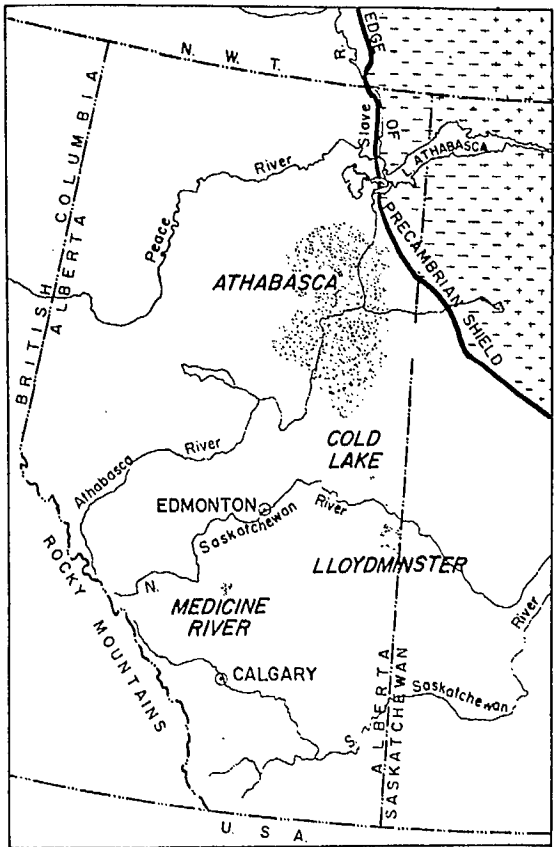 N. W. T.
EDGE
OF
PRECAMBRIAN SHIELD
R.
Slave
L. ATHABASCA
BRITISH COLUMBIA
ALBERTA
Peace
River
ATHABASCA
COLD
LAKE
Athabasca
River
EDMONTON
N.
Saskatchewan
River
LLOYDMINSTER
MEDICINE
RIVER
ROCKY
MOUNTAINS
CALGARY
ALBERTA
SASKATCHEWAN
S.
Saskatchewan
River
U. S. A.